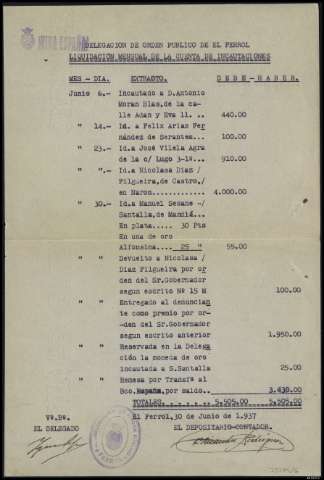 ARRIBA ESPAÑA
DELEGACION DE ORDEN PUBLICO DE EL FERROL
LIQUIDACION MENSUAL DE LA CUENTA DE INCAUTACIONES
MES - DIA. EXTRACTO. D E B E - H A B E R.
Junio 6.- Incautado a D.Antonio
Moran Blas, de la ca-
lle Adan y Eva 11.. .. 440.00
" 14.- Id. a Felix Arias Fer
nández de Serantes... 100.00
" 23.- Id.a José Vilela Agra
de la c/ Lugo 3-1º... 910.00
" ".- Id.a Nicolasa Diaz /
Filgueira, de Castro,/
en Naron............. 4.000.00
" 30.- Id.a Manuel Seoane -/
Santalla, de Mandiá..
En plata..... 30 Pts
En una de oro
Alfonsina.... 25 " 55.00
" " Devuelto a Nicolasa /
Diaz Filgueira por or
den del Sr.Gobernador
segun escrito Nº 15 M 100.00
" " Entregado al denuncian
te como premio por or-
den del Sr.Gobernador
segun escrito anterior 1.950.00
" " Reservada en la Delega
ción la moneda de oro
incautada a S.Santalla 25.00
" " Remesa por Transfª al
Bco.España, por saldo.. 3.430.00
TOTALES. 5.505.00 5.505.00
El Ferrol, 30 de Junio de 1.937
Vº.Bº.
EL DELEGADO EL DEPOSITARIO-CONTADOR.